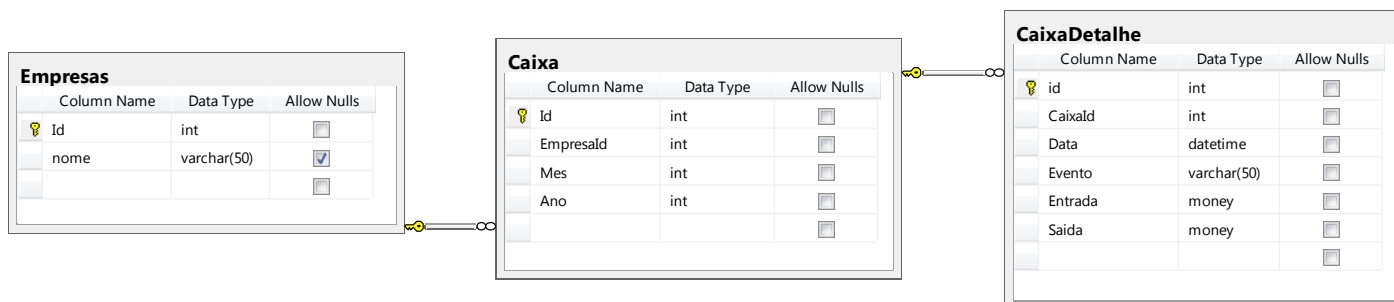 Empresas
Column Name Data Type Allow Nulls
Id int
nome varchar(50)
Caixa
Column Name Data Type Allow Nulls
Id int
EmpresaId int
Mes int
Ano int
CaixaDetalhe
Column Name Data Type Allow Nulls
id int
CaixaId int
Data datetime
Evento varchar(50)
Entrada money
Saida money